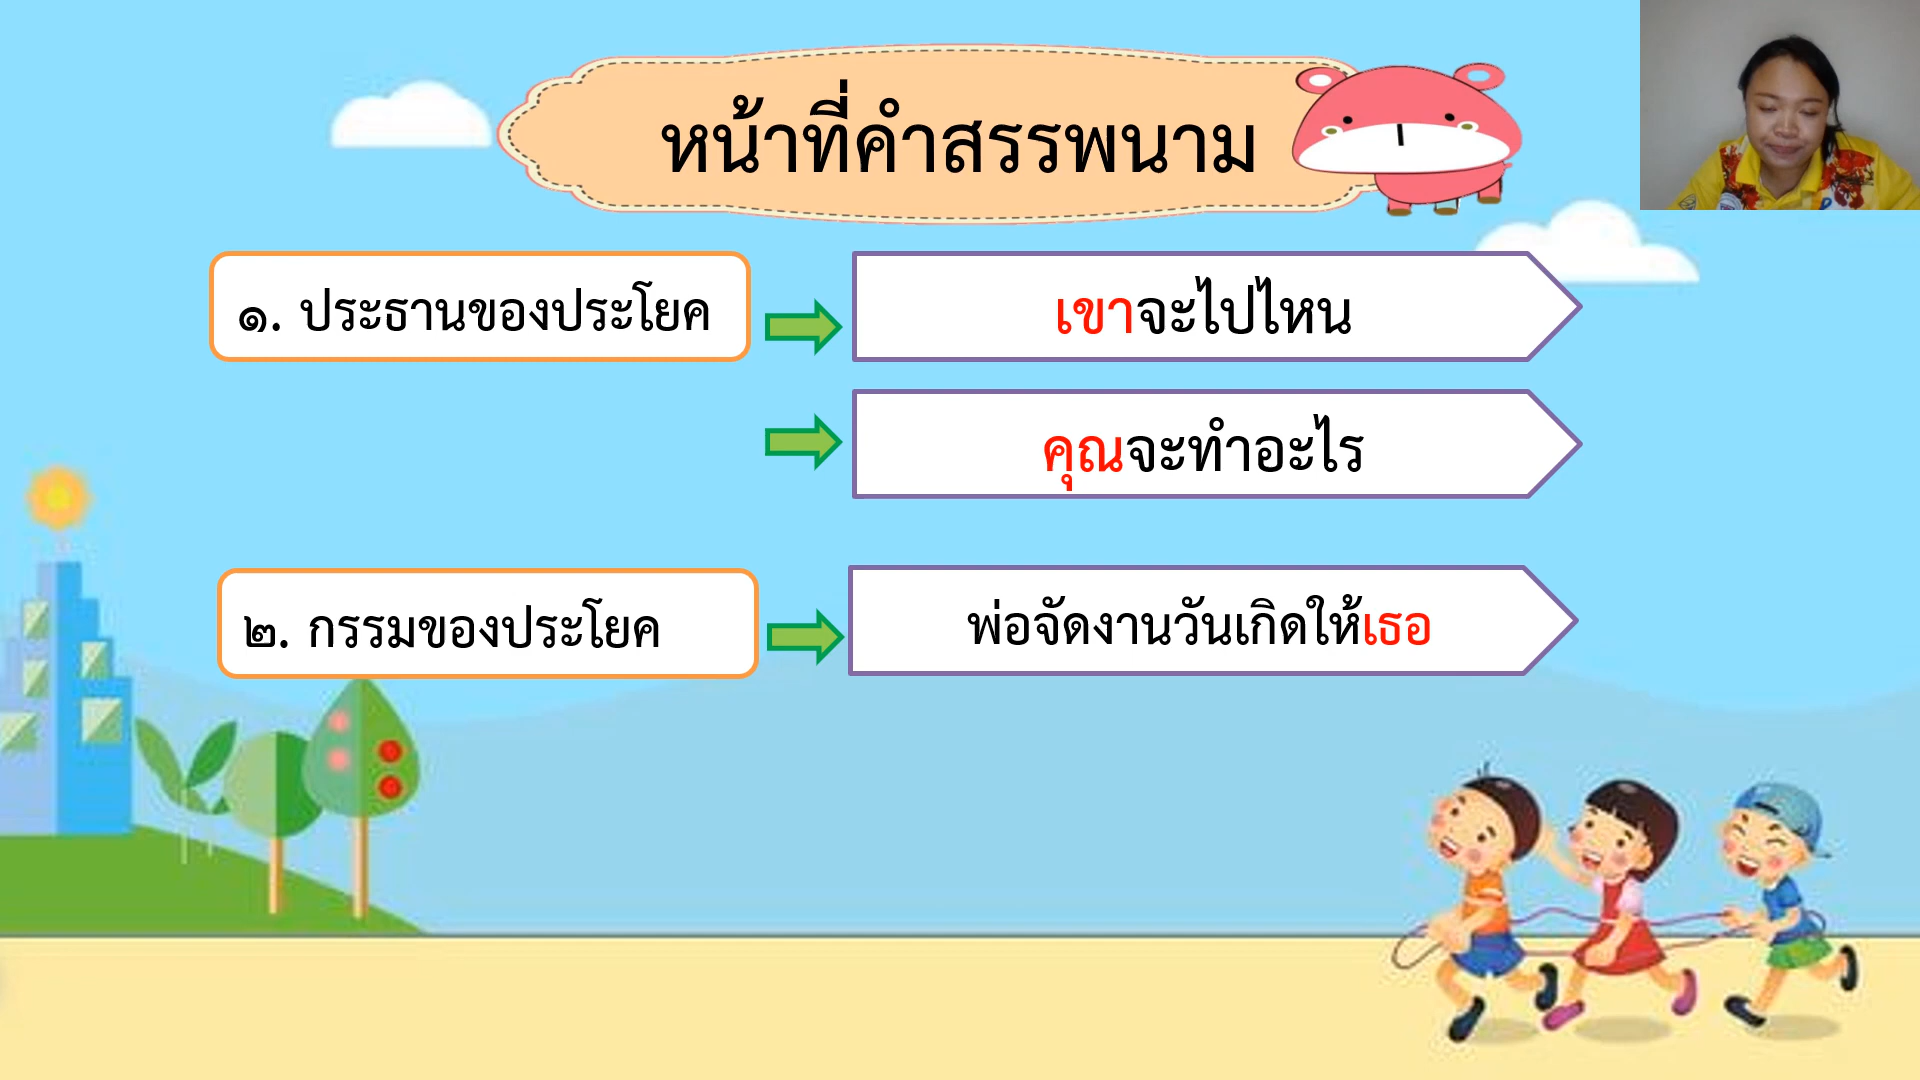 หน้าที่คำสรรพนาม
๑. ประธานของประโยค
เขาจะไปไหน
คุณจะทำอะไร
๒. กรรมของประโยค
พ่อจัดงานวันเกิดให้เธอ